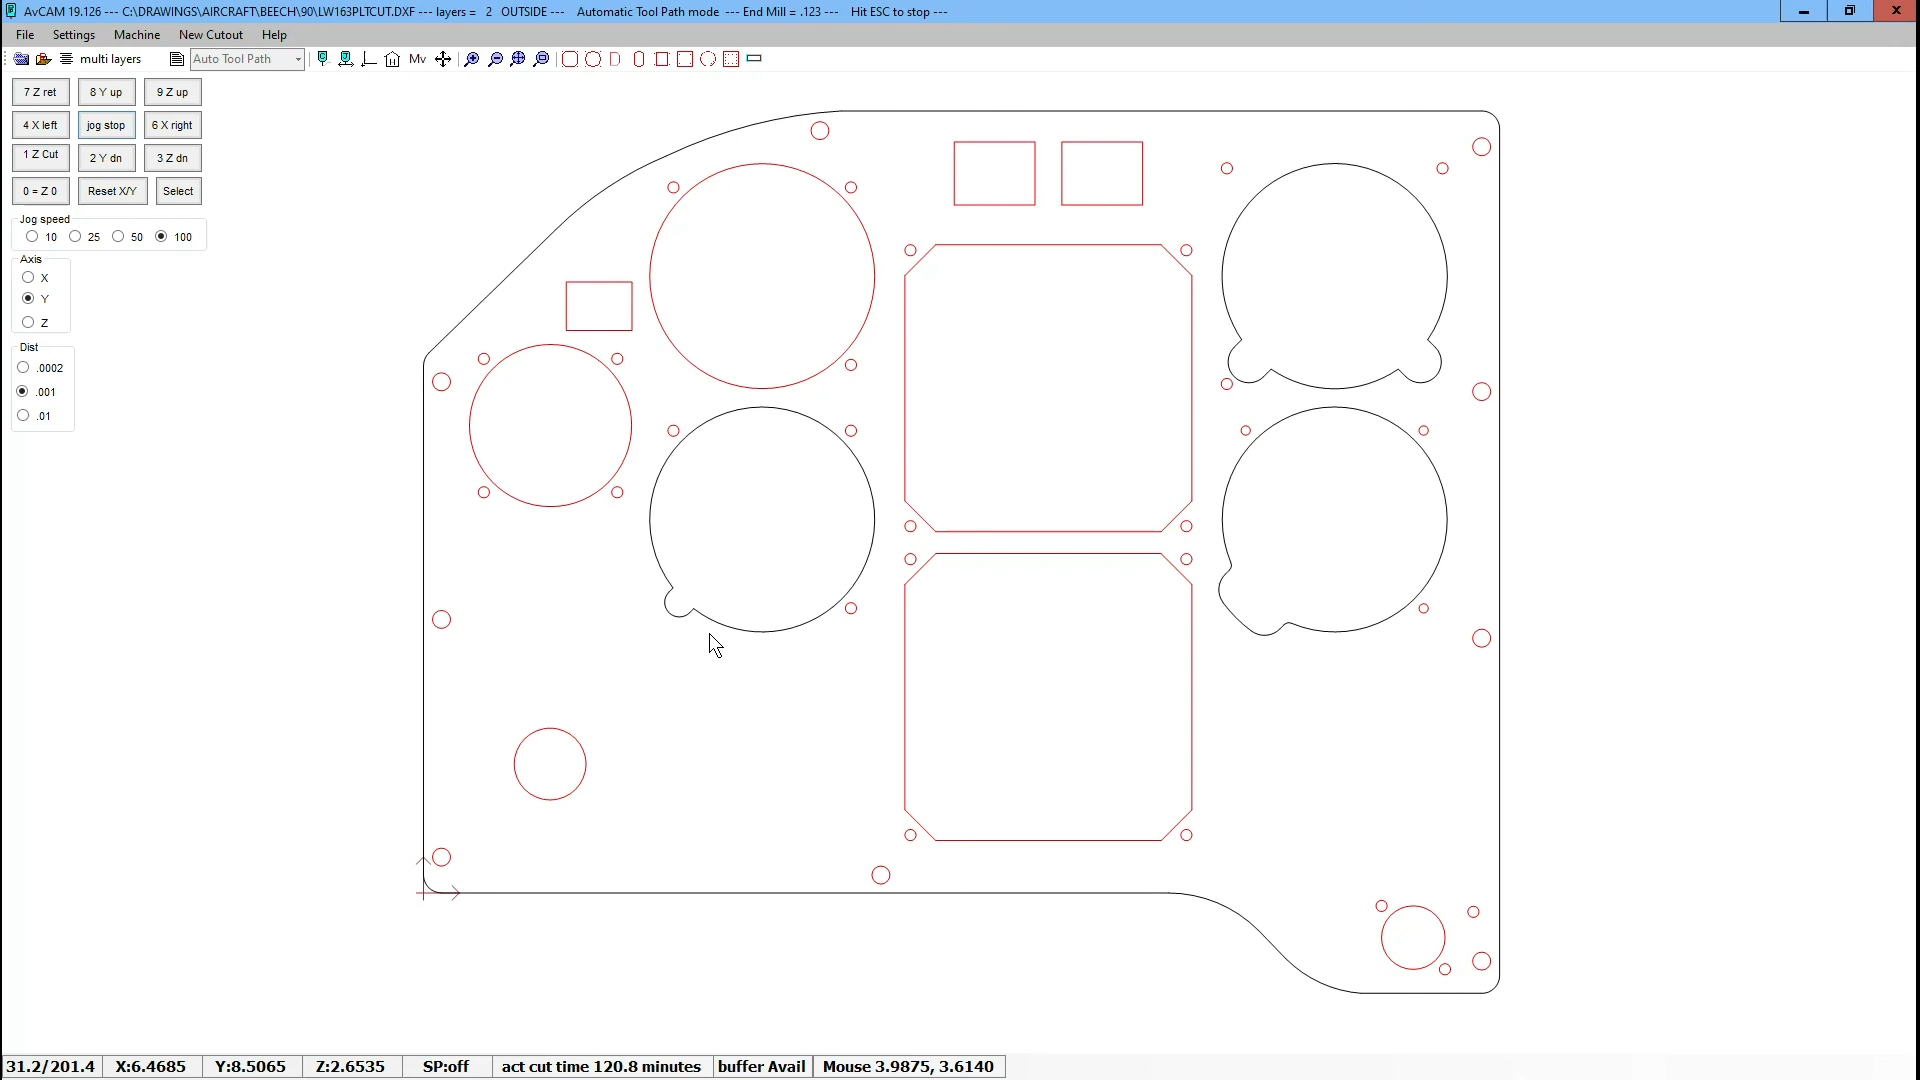 AvCAM 19.126 --- C:\DRAWINGS\AIRCRAFT\BEECH\90\LW163PLTCUT.DXF --- layers = 2 OUTSIDE --- Automatic Tool Path mode --- End Mill = .123 --- Hit ESC to stop ---
File Settings Machine New Cutout Help
multi layers Auto Tool Path Mv
7 Z ret 8 Y up 9 Z up
4 X left jog stop 6 X right
1 Z Cut 2 Y dn 3 Z dn
0 = Z 0 Reset X/Y Select
Jog speed
10 25 50 100
Axis
X
Y
Z
Dist
.0002
.001
.01
31.2/201.4 X:6.4685 Y:8.5065 Z:2.6535 SP:off act cut time 120.8 minutes buffer Avail Mouse 3.9875, 3.6140